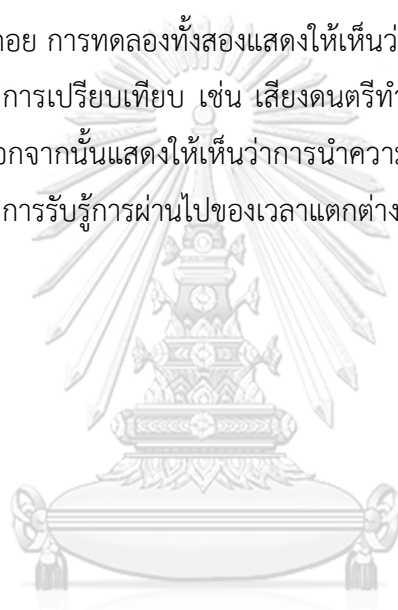 คอย การทดลองทั้งสองแสดงให้เห็นว่
การเปรียบเทียบ เช่น เสียงดนตรีทำ
อกจากนั้นแสดงให้เห็นว่าการนำควา
การรับรู้การผ่านไปของเวลาแตกต่าง